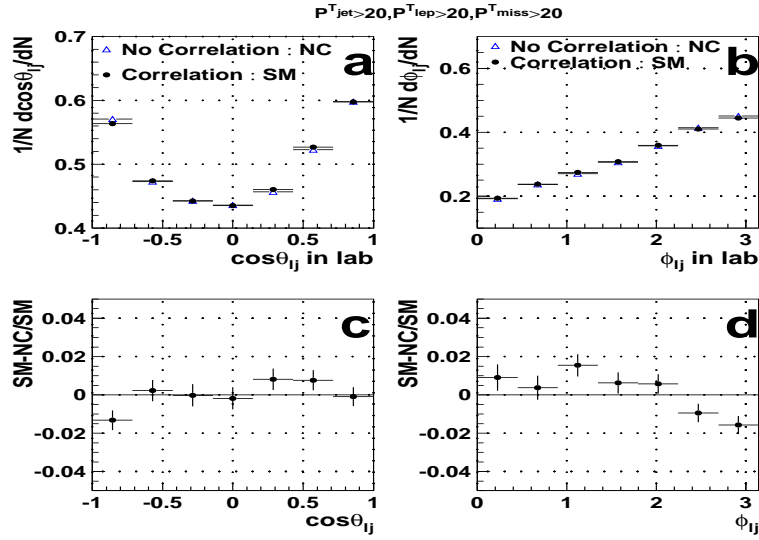 P^T_jet>20,P^T_lep>20,P^T_miss>20
1/N dcosθ_lj/dN
0.7
0.6
0.5
0.4
△ No Correlation : NC
● Correlation : SM
a
-1 -0.5 0 0.5 1
cosθ_lj in lab
1/N dϕ_lj/dN
0.6
0.4
0.2
△ No Correlation : NC
● Correlation : SM
b
0 1 2 3
ϕ_lj in lab
SM-NC/SM
0.04
0.02
0
-0.02
-0.04
c
-1 -0.5 0 0.5 1
cosθ_lj
SM-NC/SM
0.04
0.02
0
-0.02
-0.04
d
0 1 2 3
ϕ_lj